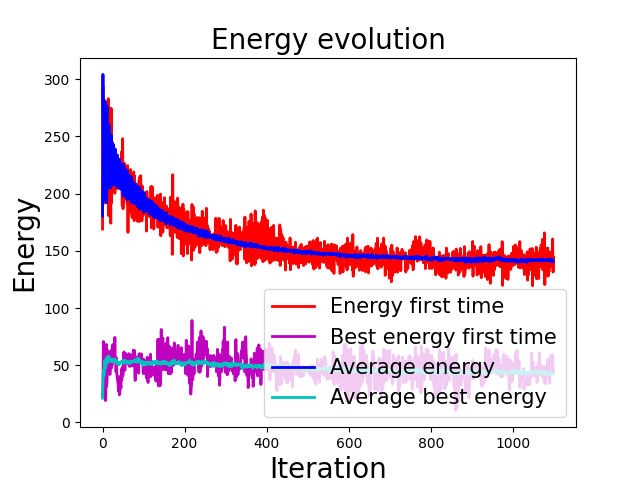 Energy evolution
300
250
200
150
100
50
0
Energy
Energy first time
Best energy first time
Average energy
Average best energy
0 200 400 600 800 1000
Iteration